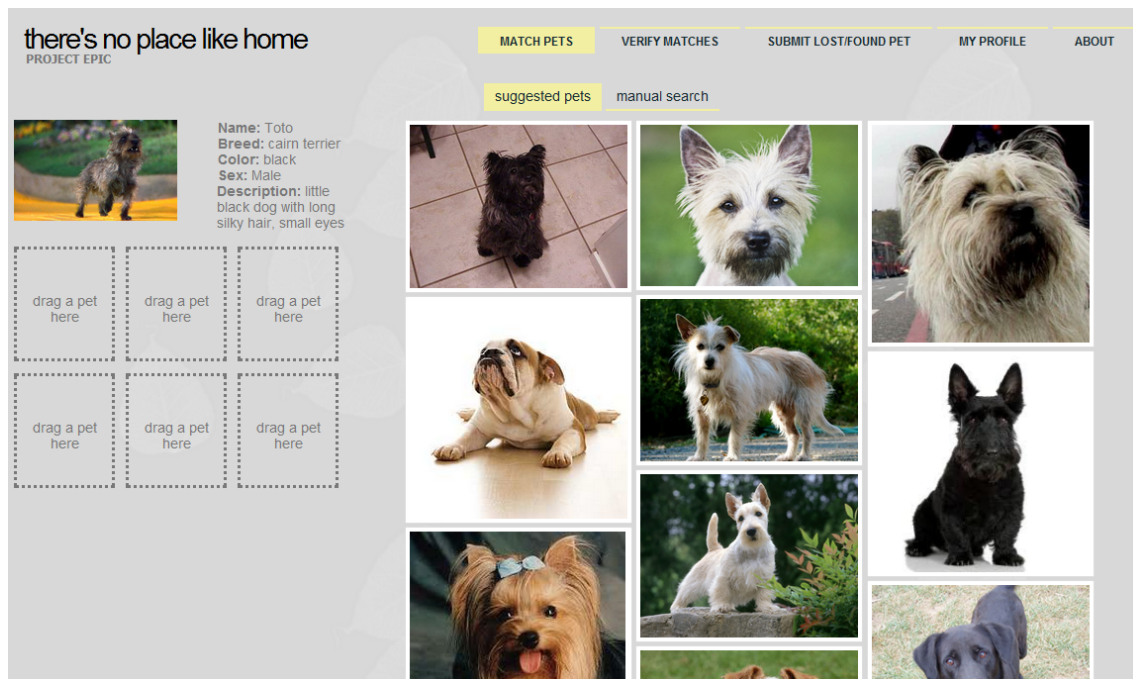 there's no place like home
PROJECT EPIC
MATCH PETS
VERIFY MATCHES
SUBMIT LOST/FOUND PET
MY PROFILE
ABOUT
suggested pets
manual search
Name: Toto
Breed: cairn terrier
Color: black
Sex: Male
Description: little
black dog with long
silky hair, small eyes
drag a pet
here
drag a pet
here
drag a pet
here
drag a pet
here
drag a pet
here
drag a pet
here